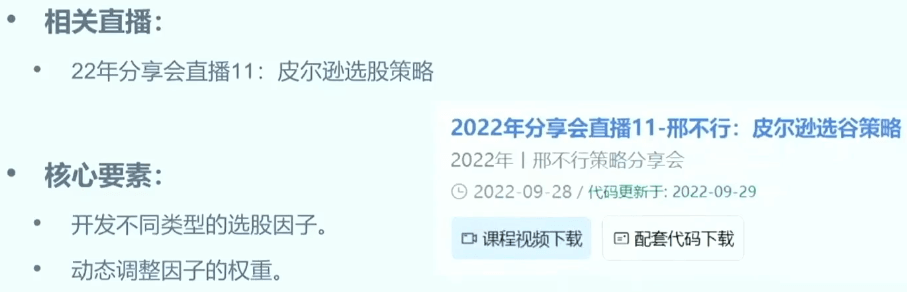 • 相关直播：
• 22年分享会直播11：皮尔逊选股策略
2022年分享会直播11-邢不行：皮尔逊选谷策略
2022年丨邢不行策略分享会
2022-09-28 / 代码更新于: 2022-09-29
课程视频下载 配套代码下载
• 核心要素：
• 开发不同类型的选股因子。
• 动态调整因子的权重。